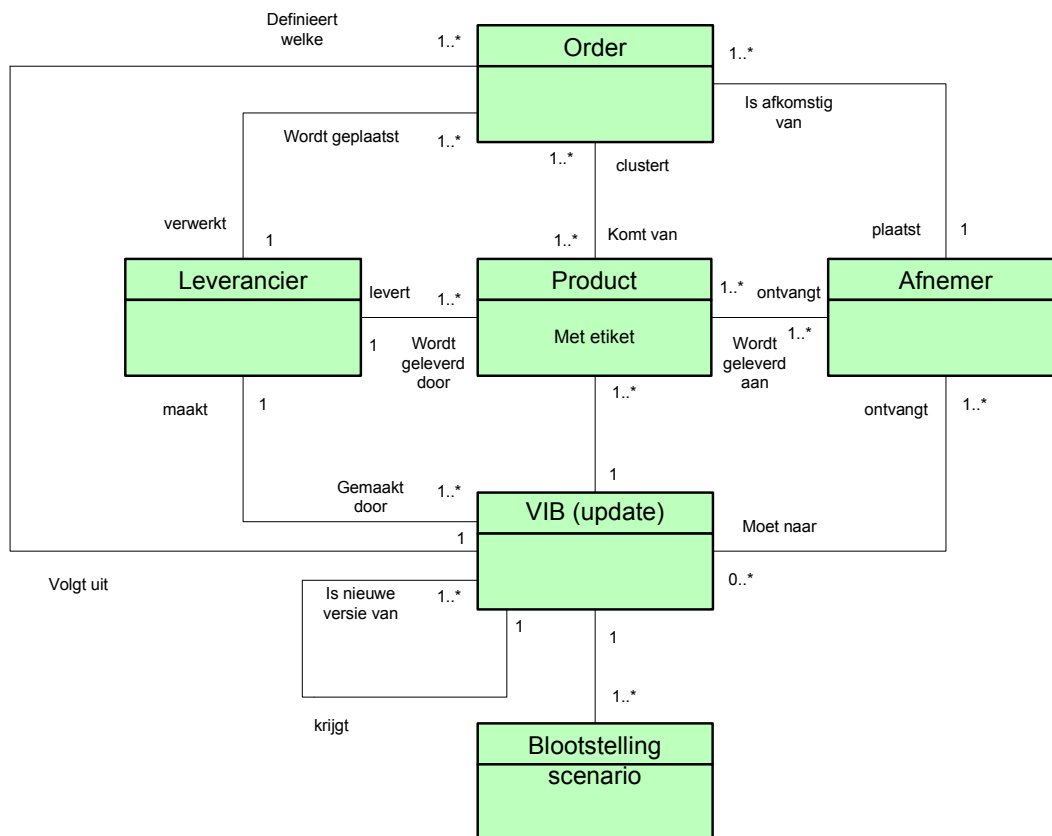 Definieert
welke
1..*
Order
1..*
Is afkomstig
van
Wordt geplaatst
1..*
1..*
clustert
verwerkt
1
1..*
Komt van
plaatst
1
Leverancier
levert
1..*
Product
1..*
ontvangt
Afnemer
Met etiket
1
Wordt
geleverd
door
Wordt
geleverd
aan
1..*
maakt
1
1..*
ontvangt
1..*
Gemaakt
door
1..*
1
VIB (update)
Moet naar
1
Volgt uit
Is nieuwe
versie van
1..*
0..*
1
1
krijgt
1..*
Blootstelling
scenario